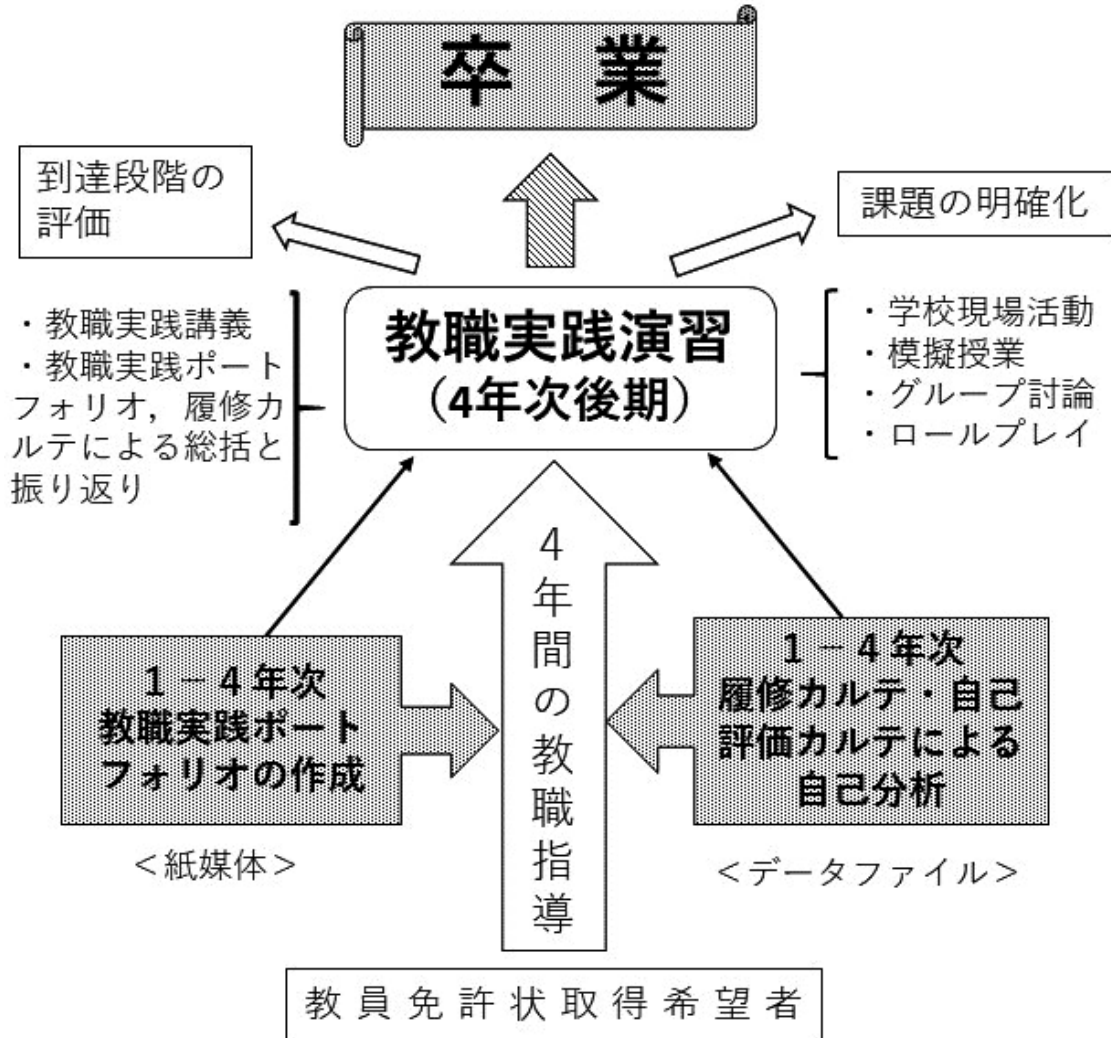 卒 業
到達段階の
評価
課題の明確化
・教職実践講義
・教職実践ポート
フォリオ，履修カ
ルテによる総括と
振り返り
教職実践演習
（4年次後期）
・学校現場活動
・模擬授業
・グループ討論
・ロールプレイ
4年間の教職指導
１－４年次
教職実践ポート
フォリオの作成
＜紙媒体＞
１－４年次
履修カルテ・自己
評価カルテによる
自己分析
＜データファイル＞
教員免許状取得希望者